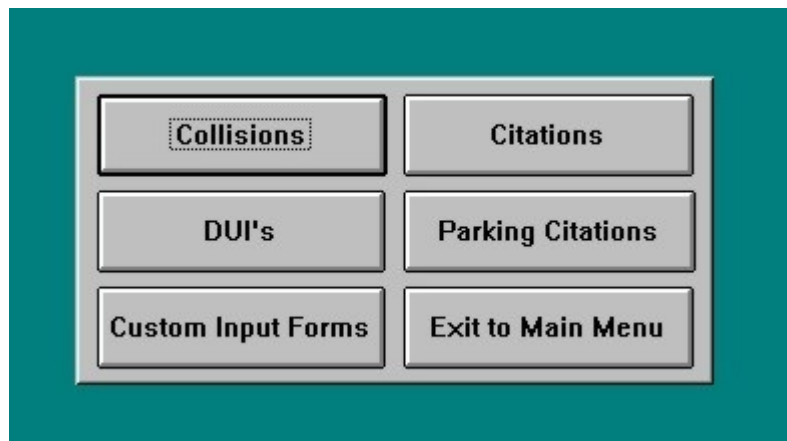 Collisions
Citations
DUI's
Parking Citations
Custom Input Forms
Exit to Main Menu